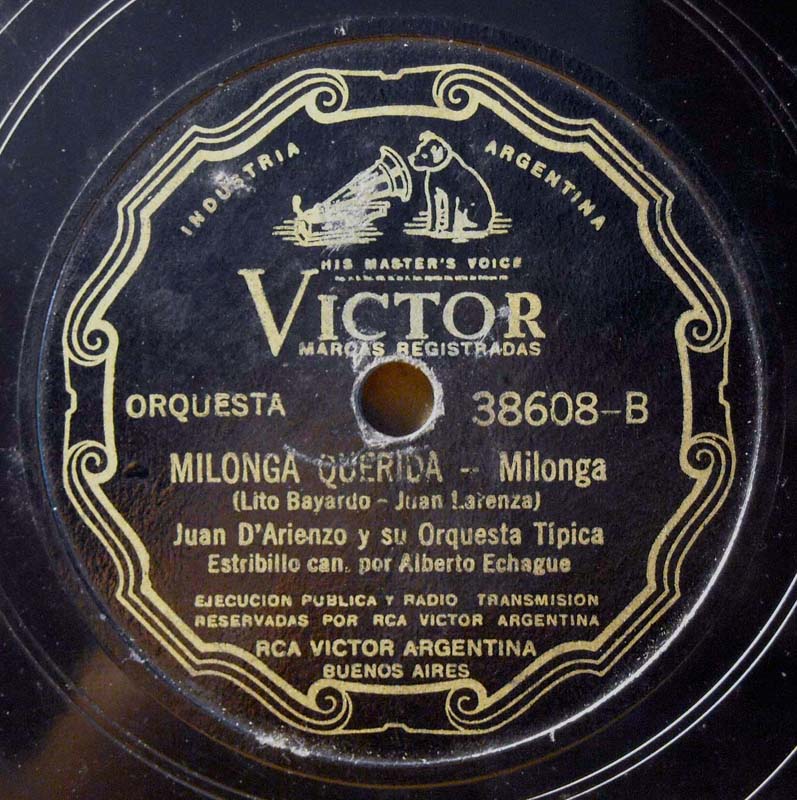 INDUSTRIA ARGENTINA
HIS MASTER'S VOICE
VICTOR
MARCAS REGISTRADAS
ORQUESTA 38608-B
MILONGA QUERIDA -- Milonga
(Lito Bayardo - Juan Larenza)
Juan D'Arienzo y su Orquesta Típica
Estribillo can. por Alberto Echague
EJECUCION PUBLICA Y RADIO TRANSMISION
RESERVADAS POR RCA VICTOR ARGENTINA
RCA VICTOR ARGENTINA
BUENOS AIRES